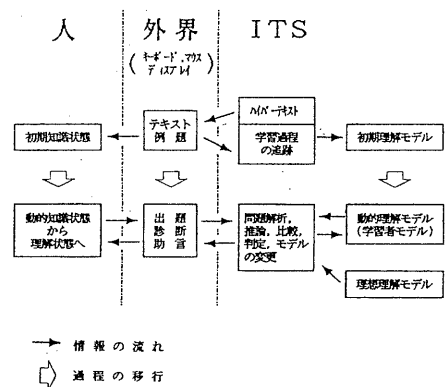 人
外界
ITS
(キーボード,マウス
ディスプレイ)
テキスト
例題
ハイパーテキスト
学習過程
の追跡
初期知識状態
初期理解モデル
動的知識状態
から
理解状態へ
出題
診断
助言
問題解析,
推論,比較,
判定,モデル
の変更
動的理解モデル
(学習者モデル)
理想理解モデル
情報の流れ
過程の移行